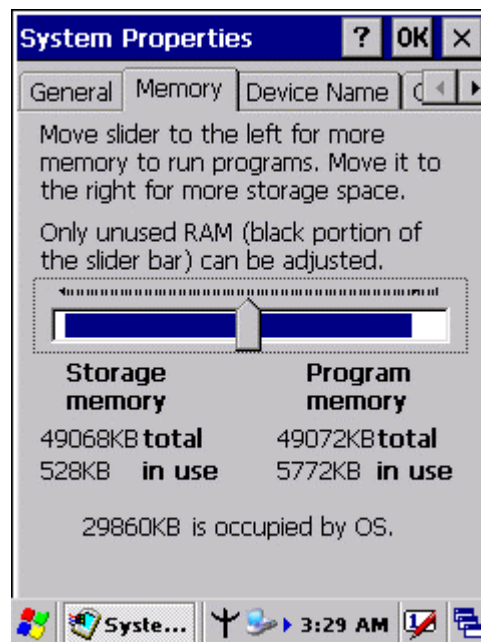 System Properties ? OK ×
General Memory Device Name
Move slider to the left for more
memory to run programs. Move it to
the right for more storage space.
Only unused RAM (black portion of
the slider bar) can be adjusted.
Storage Program
memory memory
49068KB total 49072KB total
528KB in use 5772KB in use
29860KB is occupied by OS.
Syste... 3:29 AM